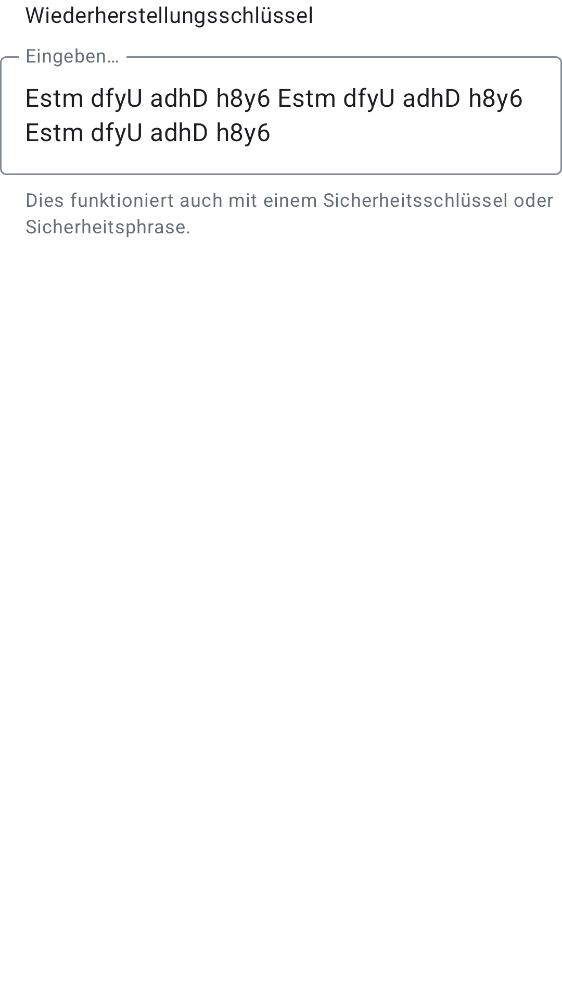 Wiederherstellungsschlüssel
Eingeben…
Estm dfyU adhD h8y6 Estm dfyU adhD h8y6
Estm dfyU adhD h8y6
Dies funktioniert auch mit einem Sicherheitsschlüssel oder
Sicherheitsphrase.